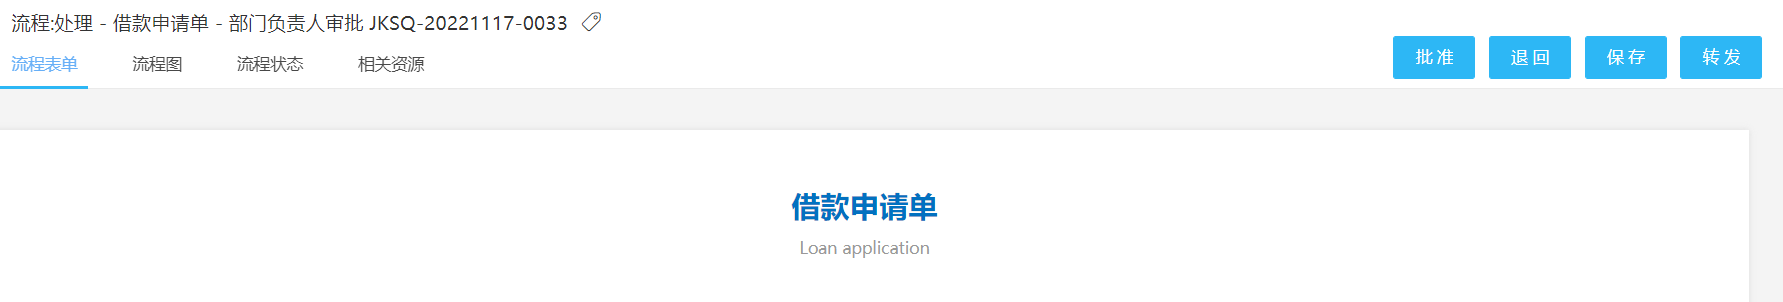 流程:处理 - 借款申请单 - 部门负责人审批 JKSQ-20221117-0033
流程表单 流程图 流程状态 相关资源
批准 退回 保存 转发
借款申请单
Loan application